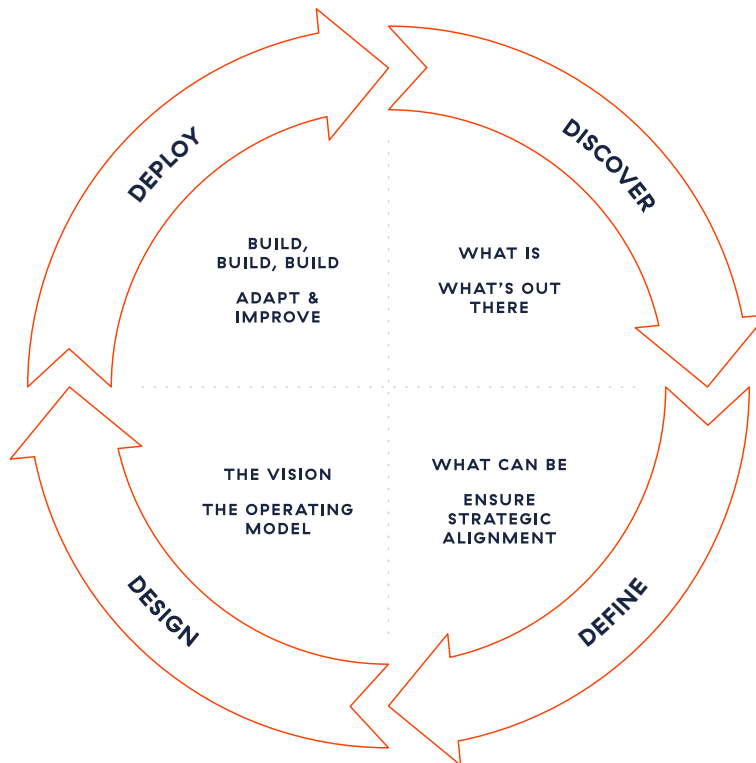 DEPLOY
DISCOVER
BUILD,
BUILD, BUILD
ADAPT &
IMPROVE
WHAT IS
WHAT'S OUT
THERE
THE VISION
THE OPERATING
MODEL
WHAT CAN BE
ENSURE
STRATEGIC
ALIGNMENT
DESIGN
DEFINE